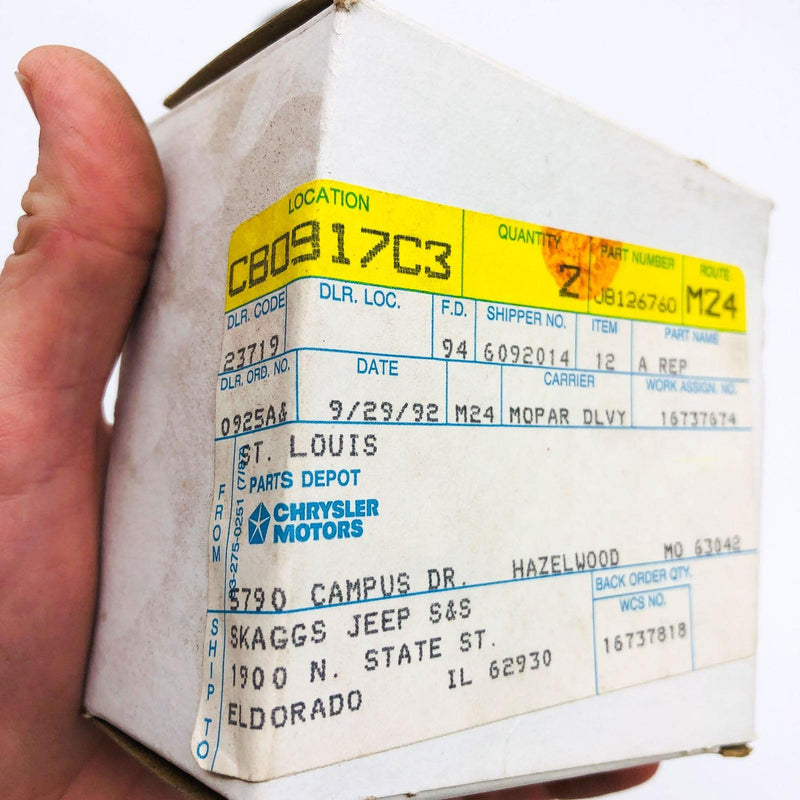 LOCATION QUANTITY PART NUMBER ROUTE
CB0917C3 2 J8126760 M24
DLR. CODE DLR. LOC. F.D. SHIPPER NO. ITEM PART NAME
23719 94 6092014 12 A REP
DLR. ORD. NO. DATE CARRIER WORK ASSIGN. NO.
0925A& 9/29/92 M24 MOPAR DLVY 16737674
FROM
ST. LOUIS
PARTS DEPOT
CHRYSLER
MOTORS
5790 CAMPUS DR. HAZELWOOD MO 63042
SHIP TO
SKAGGS JEEP S&S
1900 N. STATE ST.
ELDORADO IL 62930
BACK ORDER QTY.
WCS NO.
16737818